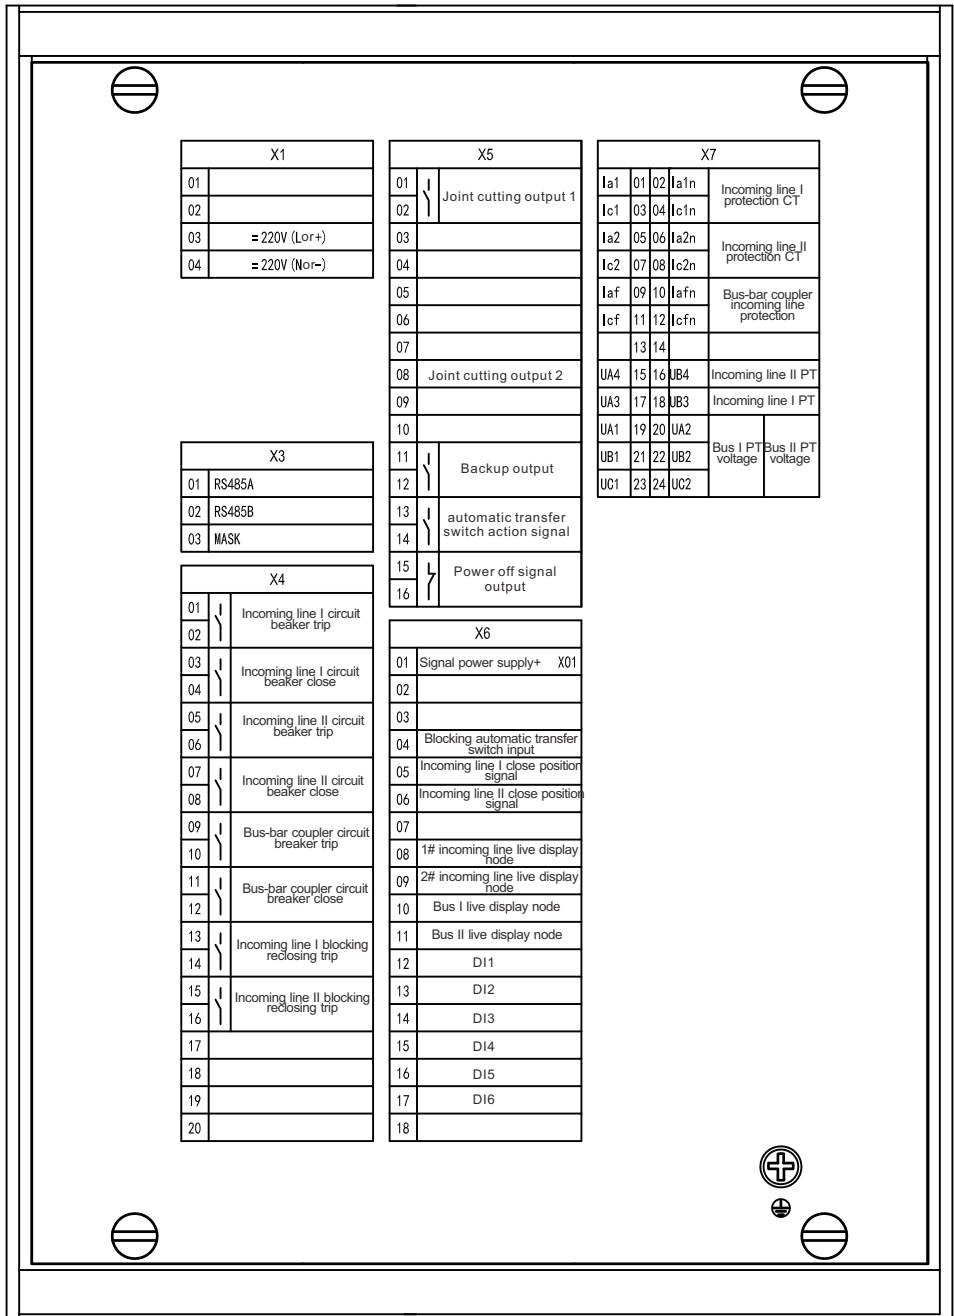 X1
01
02
03 = 220V (Lor+)
04 = 220V (Nor-)
X3
01 RS485A
02 RS485B
03 MASK
X4
01
Incoming line I circuit
beaker trip
02
03
Incoming line I circuit
beaker close
04
05
Incoming line II circuit
beaker trip
06
07
Incoming line II circuit
beaker close
08
09
Bus-bar coupler circuit
breaker trip
10
11
Bus-bar coupler circuit
breaker close
12
13
Incoming line I blocking
reclosing trip
14
15
Incoming line II blocking
reclosing trip
16
17
18
19
20
X5
01
Joint cutting output 1
02
03
04
05
06
07
08 Joint cutting output 2
09
10
11
Backup output
12
13
automatic transfer
switch action signal
14
15
Power off signal
output
16
X6
01 Signal power supply+ X01
02
03
04 Blocking automatic transfer
switch input
05 Incoming line I close position
signal
06 Incoming line II close position
signal
07
08 1# incoming line live display
node
09 2# incoming line live display
node
10 Bus I live display node
11 Bus II live display node
12 DI1
13 DI2
14 DI3
15 DI4
16 DI5
17 DI6
18
X7
Ia1 01 02 Ia1n
Incoming line I
protection CT
Ic1 03 04 Ic1n
Ia2 05 06 Ia2n
Incoming line II
protection CT
Ic2 07 08 Ic2n
Iaf 09 10 Iafn
Bus-bar coupler
incoming line
protection
Icf 11 12 Icfn
13 14
UA4 15 16 UB4 Incoming line II PT
UA3 17 18 UB3 Incoming line I PT
UA1 19 20 UA2
UB1 21 22 UB2
Bus I PT Bus II PT
voltage voltage
UC1 23 24 UC2